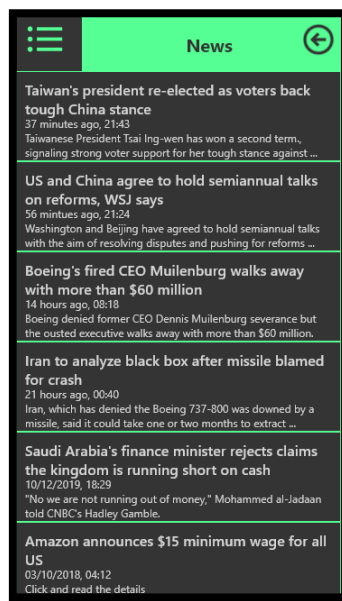 News
Taiwan's president re-elected as voters back
tough China stance
37 minutes ago, 21:43
Taiwanese President Tsai Ing-wen has won a second term.,
signaling strong voter support for her tough stance against ...
US and China agree to hold semiannual talks
on reforms, WSJ says
56 mintues ago, 21:24
Washington and Beijing have agreed to hold semiannual talks
with the aim of resolving disputes and pushing for reforms ...
Boeing's fired CEO Muilenburg walks away
with more than $60 million
14 hours ago, 08:18
Boeing denied former CEO Dennis Muilenburg severance but
the ousted executive walks away with more than $60 million.
Iran to analyze black box after missile blamed
for crash
21 hours ago, 00:40
Iran, which has denied the Boeing 737-800 was downed by a
missile, said it could take one or two months to extract ...
Saudi Arabia's finance minister rejects claims
the kingdom is running short on cash
10/12/2019, 18:29
"No we are not running out of money," Mohammed al-Jadaan
told CNBC's Hadley Gamble.
Amazon announces $15 minimum wage for all
US
03/10/2018, 04:12
Click and read the details